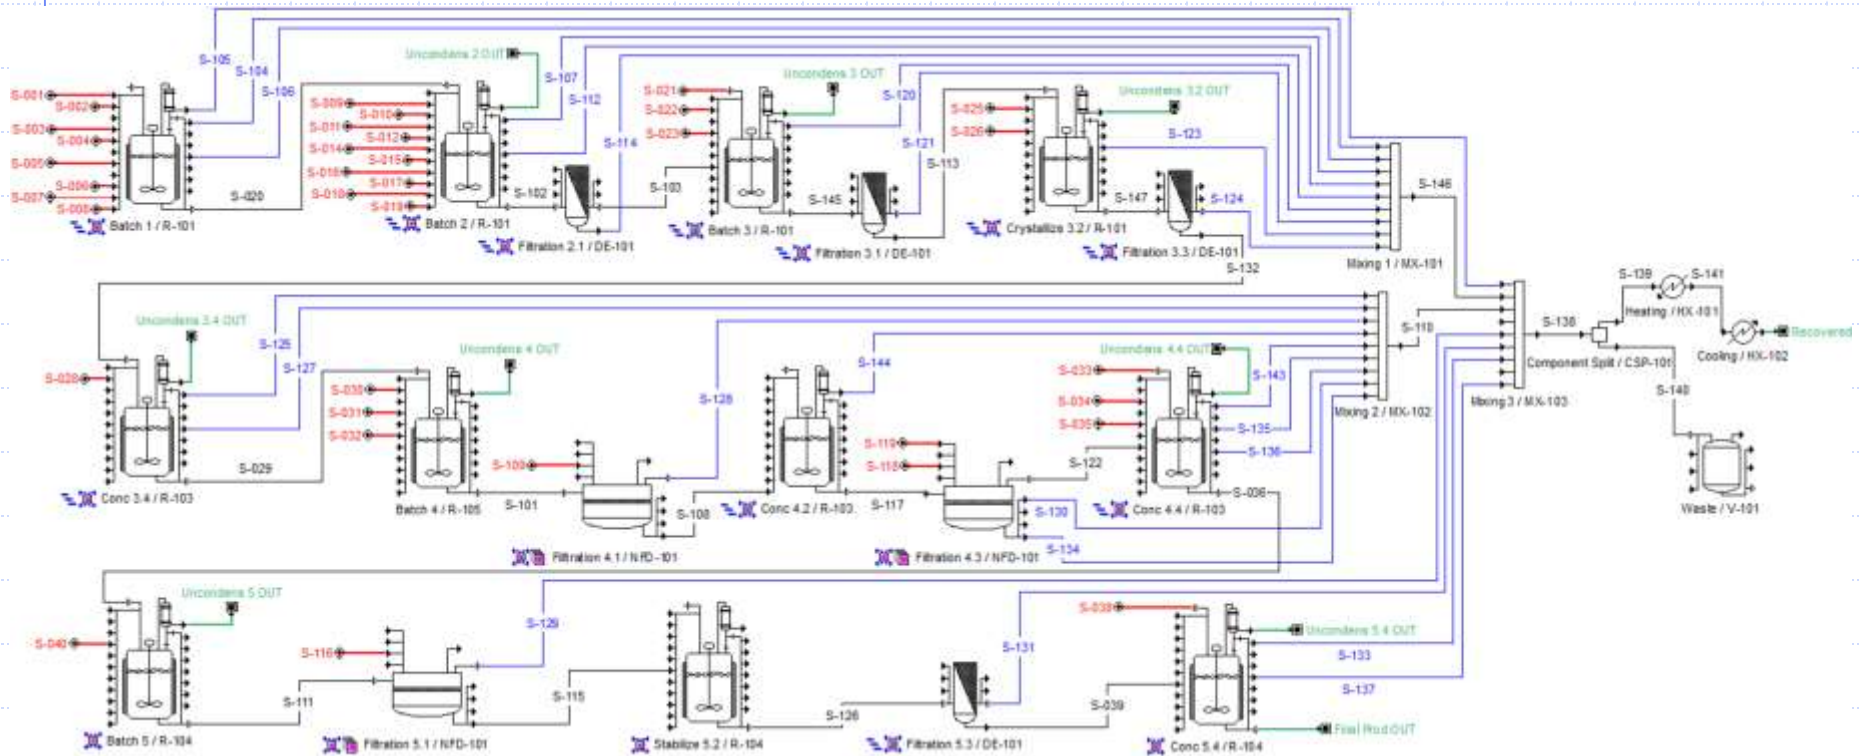 S-105
S-104
S-106
Uncondens 2 OUT
S-107
S-112
S-114
Uncondens 3 OUT
S-120
S-121
S-113
Uncondens 3.2 OUT
S-123
S-001
S-002
S-003
S-004
S-005
S-006
S-007
S-008
S-020
S-009
S-010
S-011
S-012
S-014
S-015
S-017
S-019
S-102
S-103
S-021
S-022
S-023
S-145
S-025
S-026
S-147
S-124
S-146
S-132
Batch 1 / R-101
Batch 2 / R-101
Filtration 2.1 / DE-101
Batch 3 / R-101
Filtration 3.1 / DE-101
Crystallize 3.2 / R-101
Filtration 3.3 / DE-101
Mixing 1 / MX-101
S-139
S-141
Heating / HX-101
S-138
Recovered
Cooling / HX-102
Component Split / CSP-101
S-140
Waste / V-101
Uncondens 3.4 OUT
S-125
S-127
Uncondens 4 OUT
S-128
S-144
Uncondens 4.4 OUT
S-143
S-110
Mixing 2 / MX-102
Mixing 3 / MX-103
S-028
S-029
S-030
S-031
S-032
S-101
S-109
S-108
S-117
S-119
S-118
S-122
S-033
S-034
S-035
S-135
S-136
S-036
S-130
S-134
Conc 3.4 / R-103
Batch 4 / R-105
Filtration 4.1 / NFD-101
Conc 4.2 / R-103
Filtration 4.3 / NFD-101
Conc 4.4 / R-103
Uncondens 5 OUT
S-040
S-111
S-116
S-129
S-115
S-126
S-131
S-039
S-038
Uncondens 5.4 OUT
S-133
S-137
Final Prod OUT
Batch 5 / R-104
Filtration 5.1 / NFD-101
Stabilize 5.2 / R-104
Filtration 5.3 / DE-101
Conc 5.4 / R-104